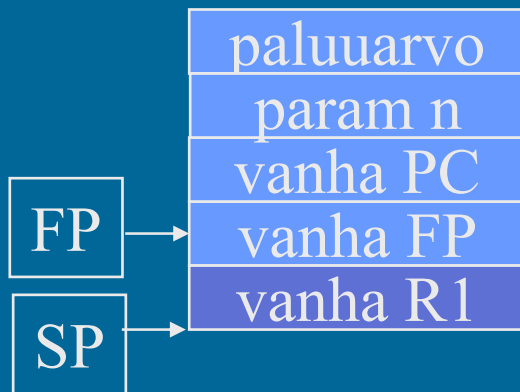 paluuarvo
param n
vanha PC
FP
vanha FP
vanha R1
SP